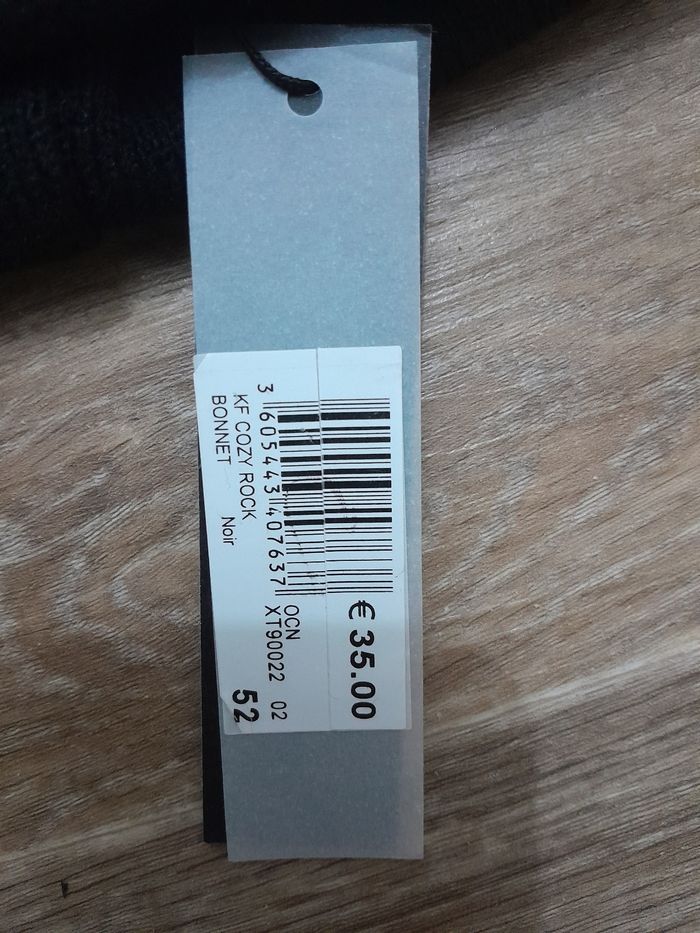 € 35.00
3 605443 407637
OCN
XT90022 02
KF COZY ROCK
BONNET Noir
52